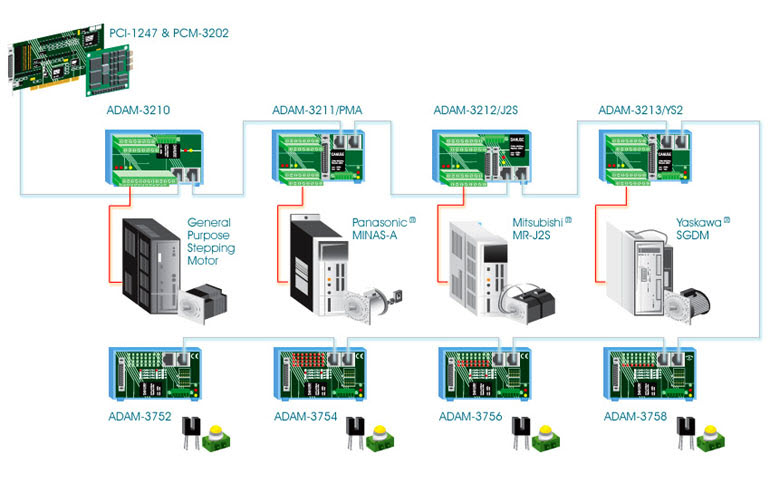 PCI-1247 & PCM-3202
ADAM-3210
ADAM-3211/PMA
ADAM-3212/J2S
ADAM-3213/YS2
General
Purpose
Stepping
Motor
Panasonic
MINAS-A
Mitsubishi
MR-J2S
Yaskawa
SGDM
ADAM-3752
ADAM-3754
ADAM-3756
ADAM-3758